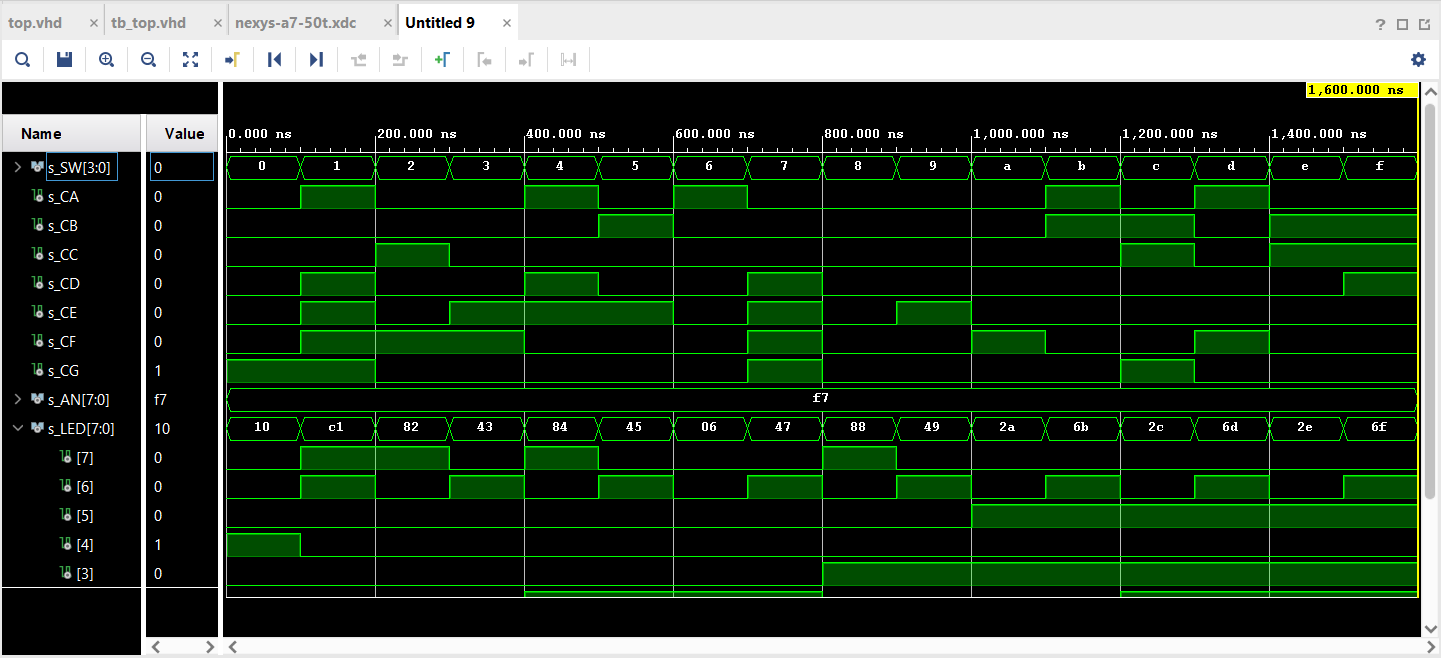 top.vhd × tb_top.vhd × nexys-a7-50t.xdc × Untitled 9 × ?
1,600.000 ns
Name Value 0.000 ns 200.000 ns 400.000 ns 600.000 ns 800.000 ns 1,000.000 ns 1,200.000 ns 1,400.000 ns
s_SW[3:0] 0 0 1 2 3 4 5 6 7 8 9 a b c d e f
s_CA 0
s_CB 0
s_CC 0
s_CD 0
s_CE 0
s_CF 0
s_CG 1
s_AN[7:0] f7 f7
s_LED[7:0] 10 10 c1 82 43 84 45 06 47 88 49 2a 6b 2c 6d 2e 6f
[7] 0
[6] 0
[5] 0
[4] 1
[3] 0